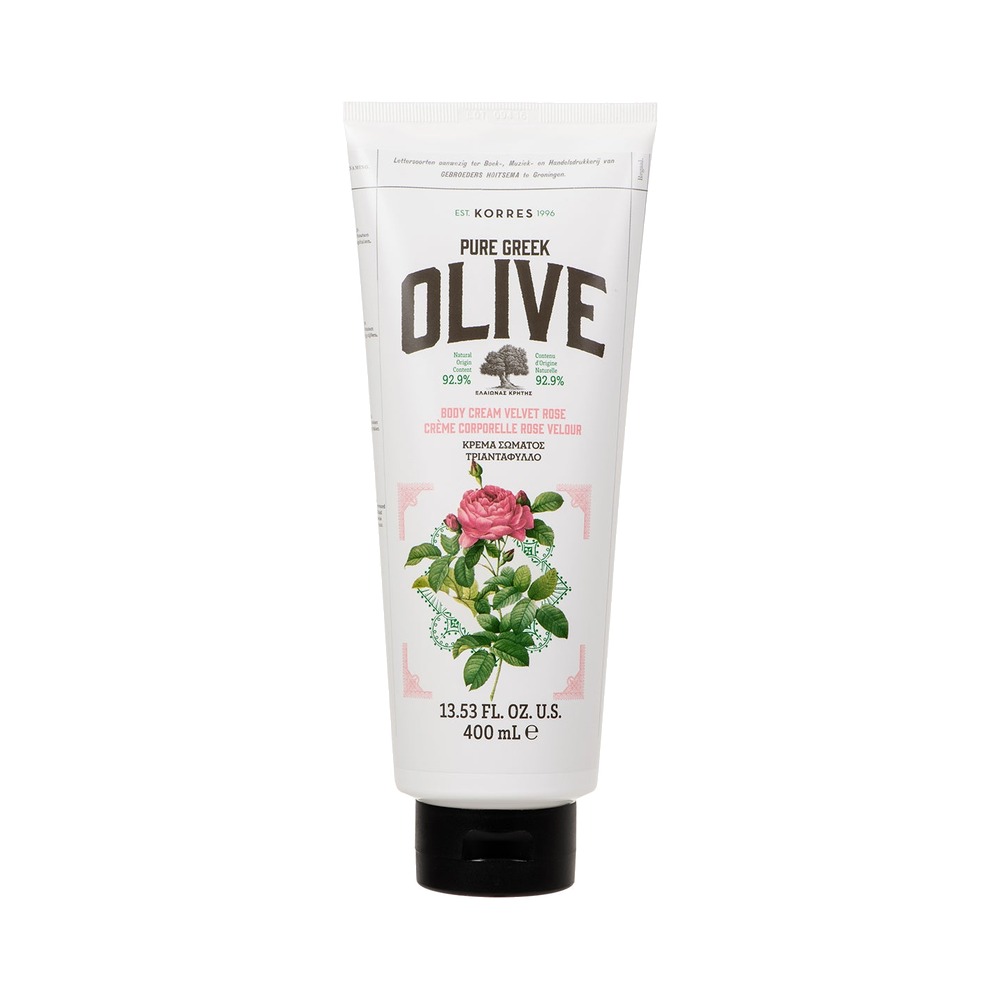 Lettersoorten aanwezig ter Boek-, Muziek- en Handelsdrukkerij van
GEBROEDERS HOITSEMA te Groningen.
EST. KORRES 1996
PURE GREEK
OLIVE
Natural
Origin
Content
92.9%
Contenu
d'Origine
Naturelle
92.9%
ΕΛΑΙΩΝΑΣ ΚΡΗΤΗΣ
BODY CREAM VELVET ROSE
CRÈME CORPORELLE ROSE VELOUR
ΚΡΕΜΑ ΣΩΜΑΤΟΣ
ΤΡΙΑΝΤΑΦΥΛΛΟ
13.53 FL. OZ. U.S.
400 mL ℮